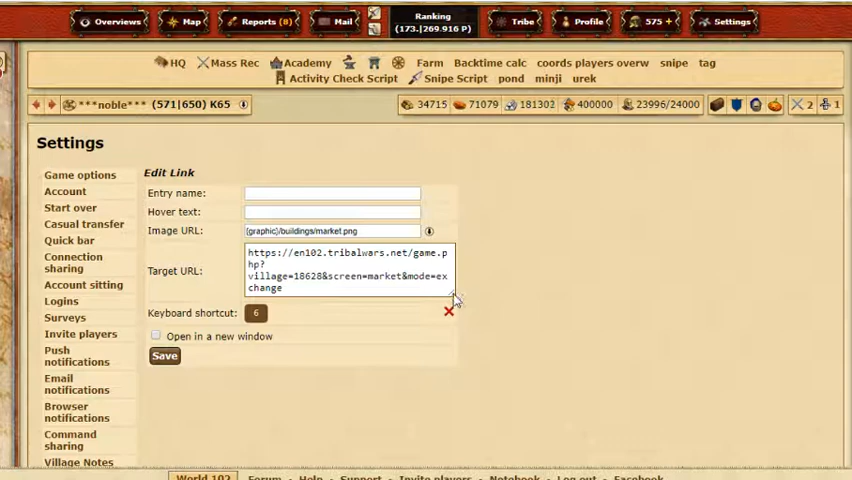 Overviews Map Reports (8) Mail Ranking Tribe Profile 575 + Settings
(173.|269.916 P)
HQ Mass Rec Academy Farm Backtime calc coords players overw snipe tag
Activity Check Script Snipe Script pond minji urek
***noble*** (571|650) K65 34715 71079 181302 400000 23996/24000 2 1
Settings
Game options
Account
Start over
Casual transfer
Quick bar
Connection
sharing
Account sitting
Logins
Surveys
Invite players
Push
notifications
Email
notifications
Browser
notifications
Command
sharing
Village Notes
Edit Link
Entry name:
Hover text:
Image URL: {graphic}/buildings/market.png
Target URL:
https://en102.tribalwars.net/game.p
hp?
village=18628&screen=market&mode=ex
change
Keyboard shortcut: 6
Open in a new window
Save
World 102 Forum - Help - Support - Invite players - Notebook - Log out - Facebook